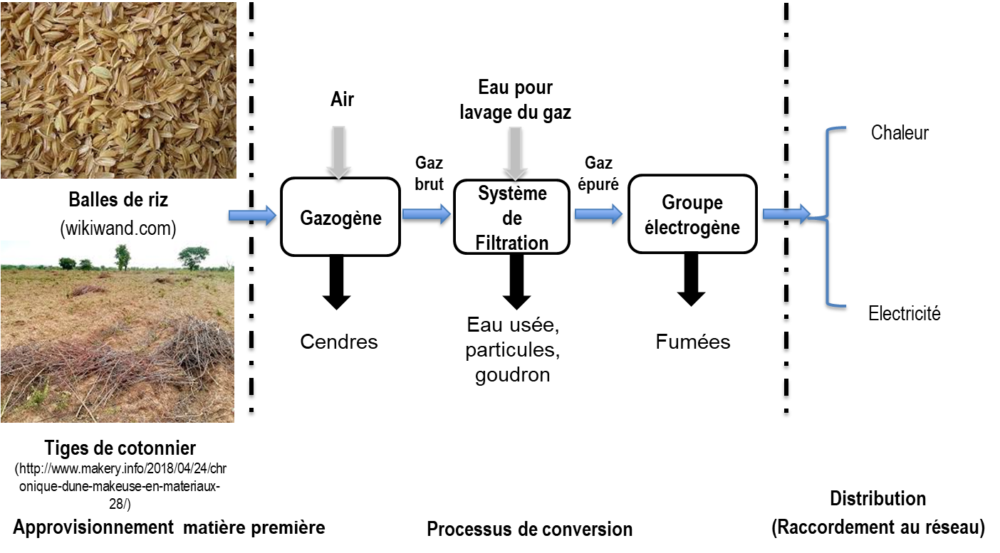 Balles de riz
(wikiwand.com)
Tiges de cotonnier
(http://www.makery.info/2018/04/24/chr
onique-dune-makeuse-en-materiaux-
28/)
Approvisionnement matière première
Air
Eau pour
lavage du gaz
Gaz
brut
Gaz
épuré
Gazogène
Système
de
Filtration
Groupe
électrogène
Cendres
Eau usée,
particules,
goudron
Fumées
Processus de conversion
Chaleur
Electricité
Distribution
(Raccordement au réseau)